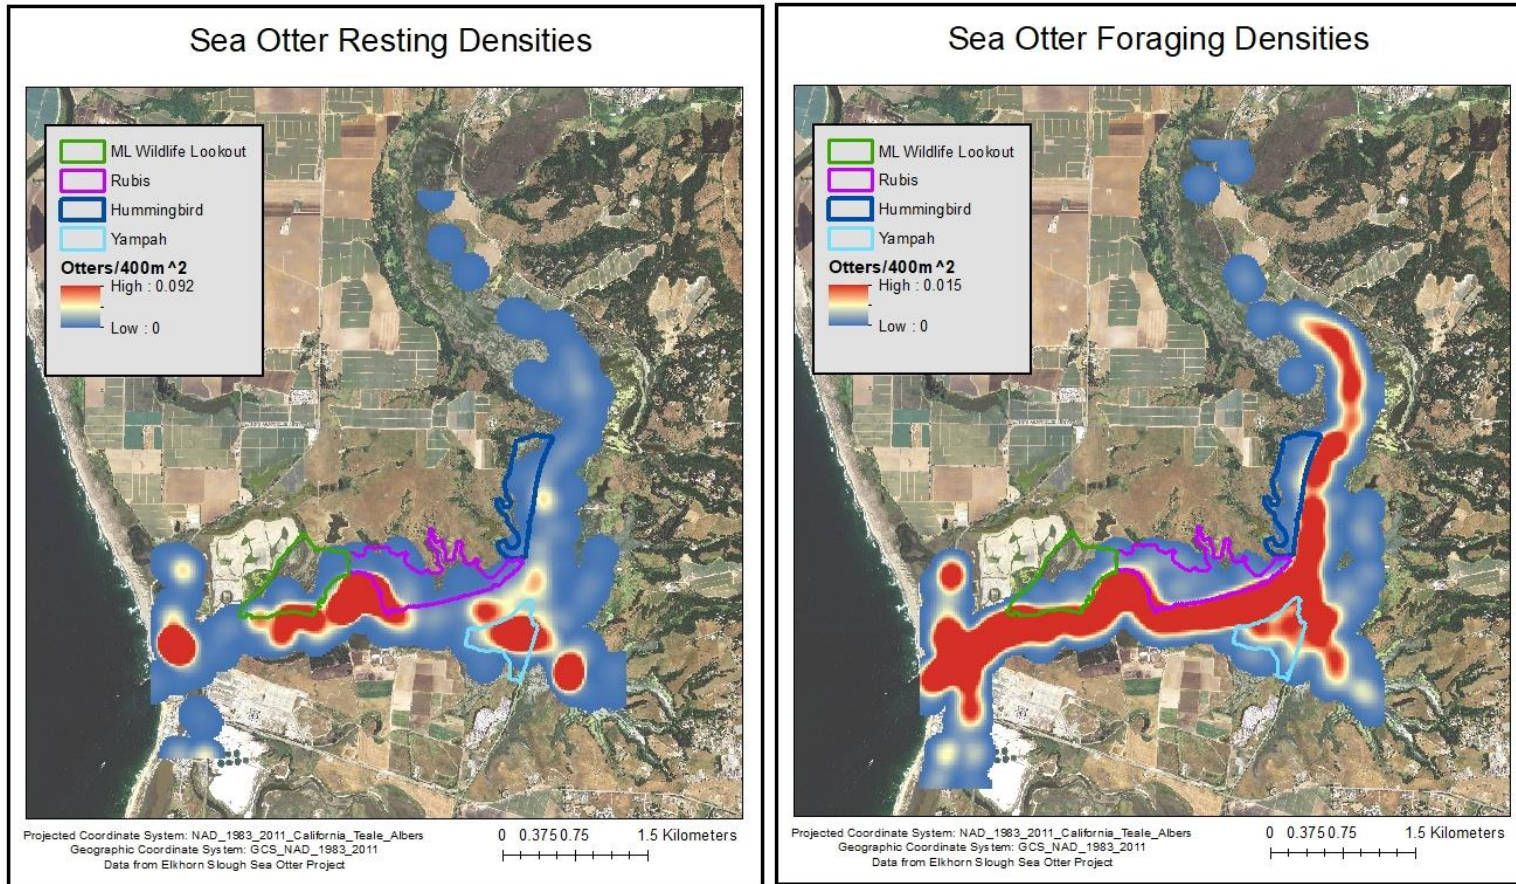 Sea Otter Resting Densities
ML Wildlife Lookout
Rubis
Hummingbird
Yampah
Otters/400m^2
High : 0.092
Low : 0
Projected Coordinate System: NAD_1983_2011_California_Teale_Albers
Geographic Coordinate System: GCS_NAD_1983_2011
Data from Elkhorn Slough Sea Otter Project
0 0.375 0.75 1.5 Kilometers
Sea Otter Foraging Densities
ML Wildlife Lookout
Rubis
Hummingbird
Yampah
Otters/400m^2
High : 0.015
Low : 0
Projected Coordinate System: NAD_1983_2011_California_Teale_Albers
Geographic Coordinate System: GCS_NAD_1983_2011
Data from Elkhorn Slough Sea Otter Project
0 0.375 0.75 1.5 Kilometers